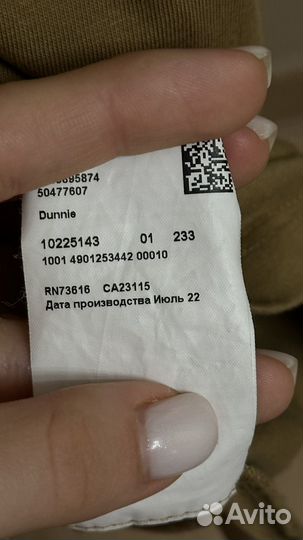 50477607
Dunnie
10225143 01 233
1001 4901253442 00010
RN73616 CA23115
Дата производства Июль 22
Avito